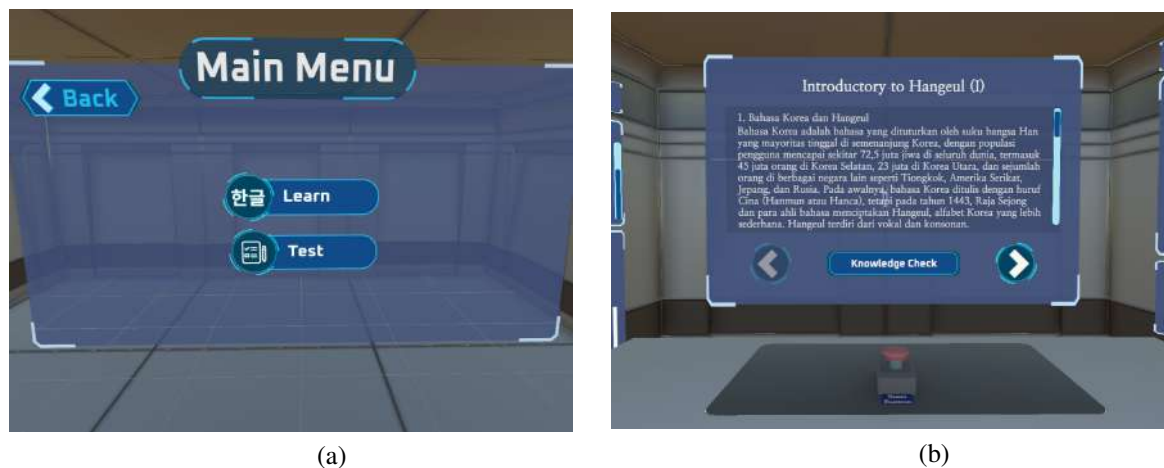 Main Menu
Back
한글 Learn
Test
(a)
Introductory to Hangeul (I)
1. Bahasa Korea dan Hangeul
Bahasa Korea adalah bahasa yang dituturkan oleh suku bangsa Han
yang mayoritas tinggal di semenanjung Korea, dengan populasi
pengguna mencapai sekitar 72,5 juta jiwa di seluruh dunia, termasuk
45 juta orang di Korea Selatan, 23 juta di Korea Utara, dan sejumlah
orang di berbagai negara lain seperti Tiongkok, Amerika Serikat,
Jepang, dan Rusia. Pada awalnya, bahasa Korea ditulis dengan huruf
Cina (Hanmun atau Hanca), tetapi pada tahun 1443, Raja Sejong
dan para ahli bahasa menciptakan Hangeul, alfabet Korea yang lebih
sederhana. Hangeul terdiri dari vokal dan konsonan.
Knowledge Check
(b)